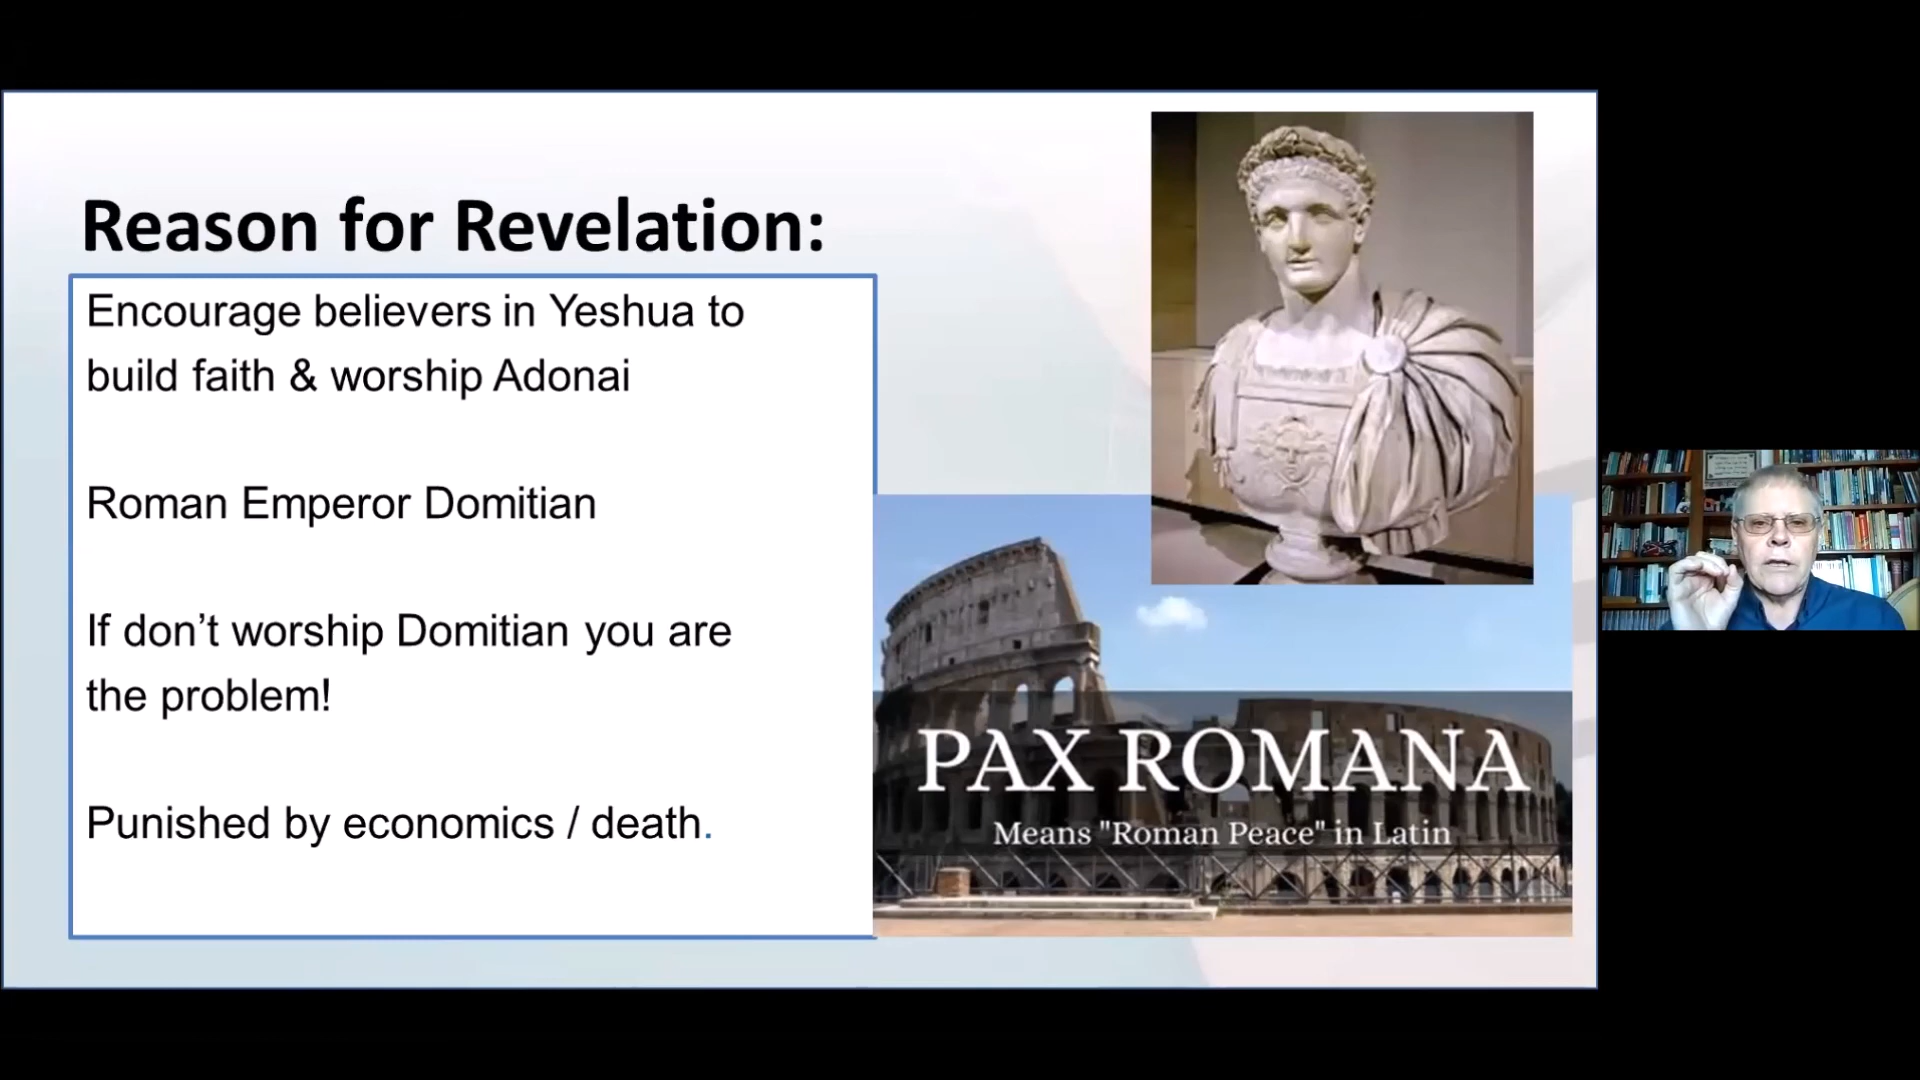 Reason for Revelation:
Encourage believers in Yeshua to
build faith & worship Adonai
Roman Emperor Domitian
If don’t worship Domitian you are
the problem!
Punished by economics / death.
PAX ROMANA
Means "Roman Peace" in Latin